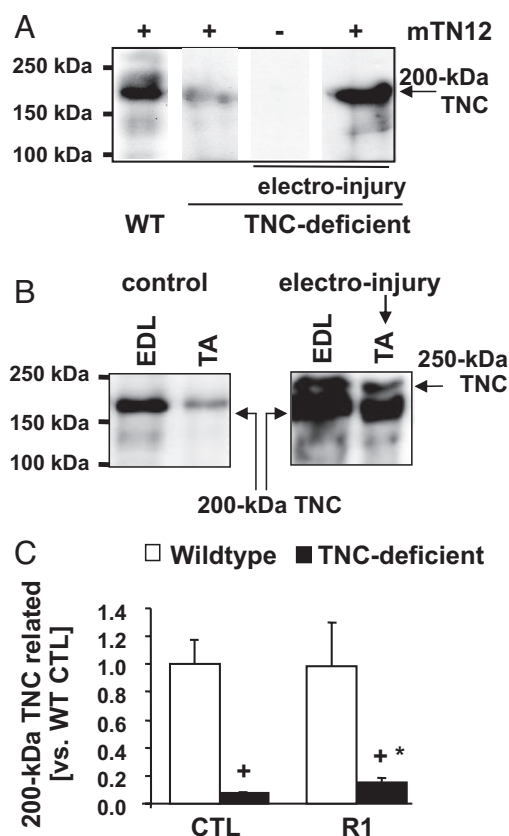 A
+ + - + mTN12
250 kDa
150 kDa
100 kDa
200-kDa
TNC
electro-injury
WT TNC-deficient
B
control electro-injury
EDL TA EDL TA
250-kDa
TNC
250 kDa
150 kDa
100 kDa
200-kDa TNC
C
Wildtype TNC-deficient
200-kDa TNC related
[vs. WT CTL]
1.4
1.2
1.0
0.8
0.6
0.4
0.2
0.0
+
+ *
CTL R1